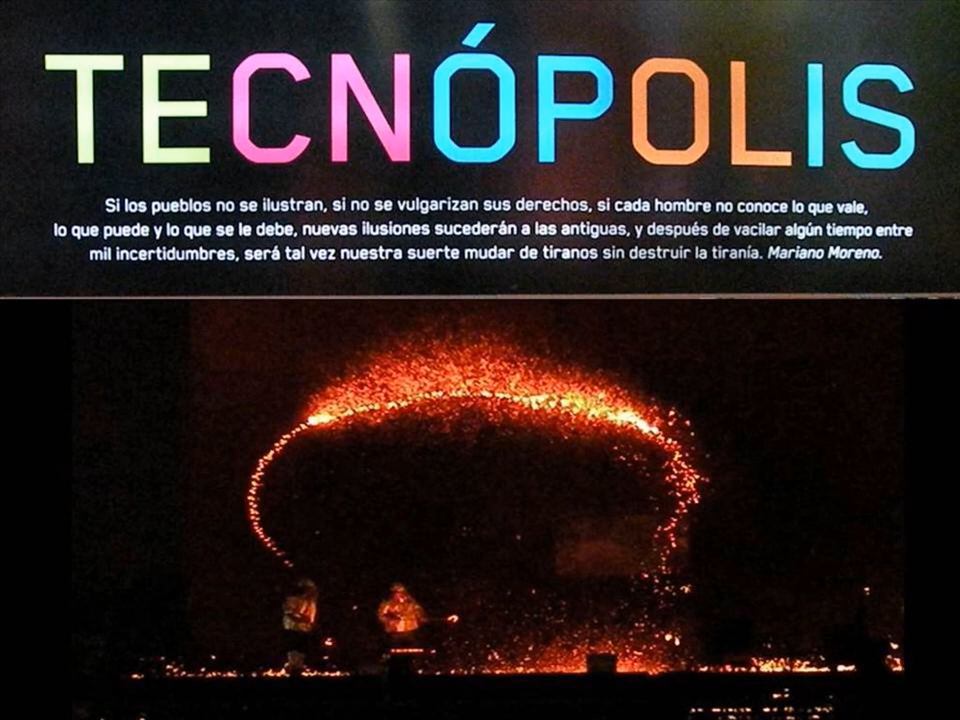 TECNÓPOLIS
Si los pueblos no se ilustran, si no se vulgarizan sus derechos, si cada hombre no conoce lo que vale,
lo que puede y lo que se le debe, nuevas ilusiones sucederán a las antiguas, y después de vacilar algún tiempo entre
mil incertidumbres, será tal vez nuestra suerte mudar de tiranos sin destruir la tiranía. Mariano Moreno.